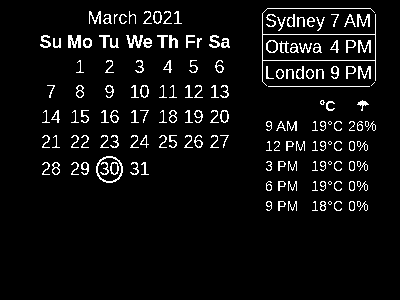 March 2021
Su Mo Tu We Th Fr Sa
1 2 3 4 5 6
7 8 9 10 11 12 13
14 15 16 17 18 19 20
21 22 23 24 25 26 27
28 29 30 31
Sydney 7 AM
Ottawa 4 PM
London 9 PM
°C ☂
9 AM 19°C 26%
12 PM 19°C 0%
3 PM 19°C 0%
6 PM 19°C 0%
9 PM 18°C 0%